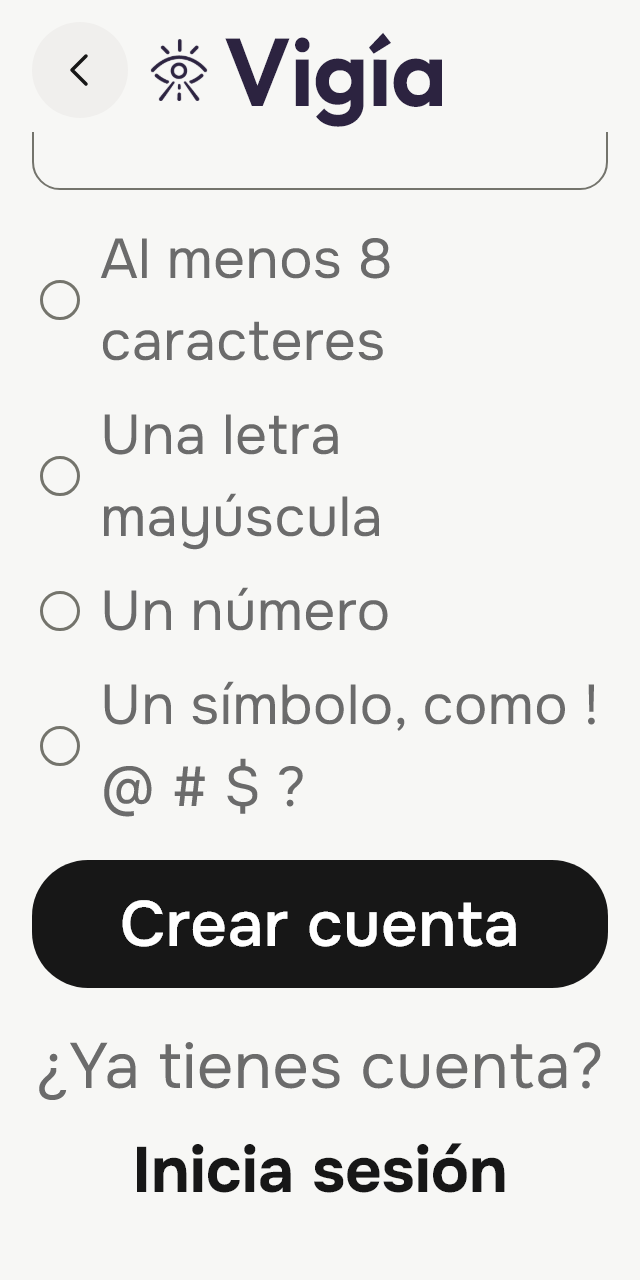 Vigía
Al menos 8
caracteres
Una letra
mayúscula
Un número
Un símbolo, como !
@ # $ ?
Crear cuenta
¿Ya tienes cuenta?
Inicia sesión